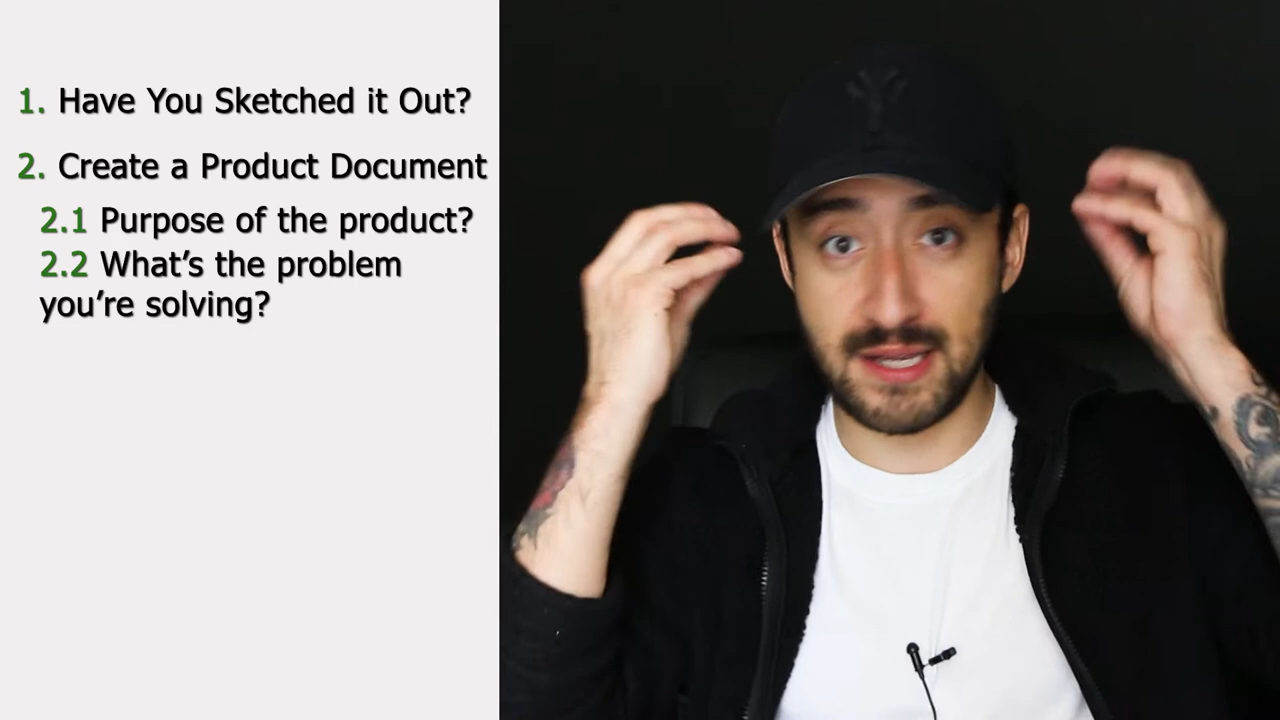 1. Have You Sketched it Out?
2. Create a Product Document
2.1 Purpose of the product?
2.2 What's the problem
you're solving?